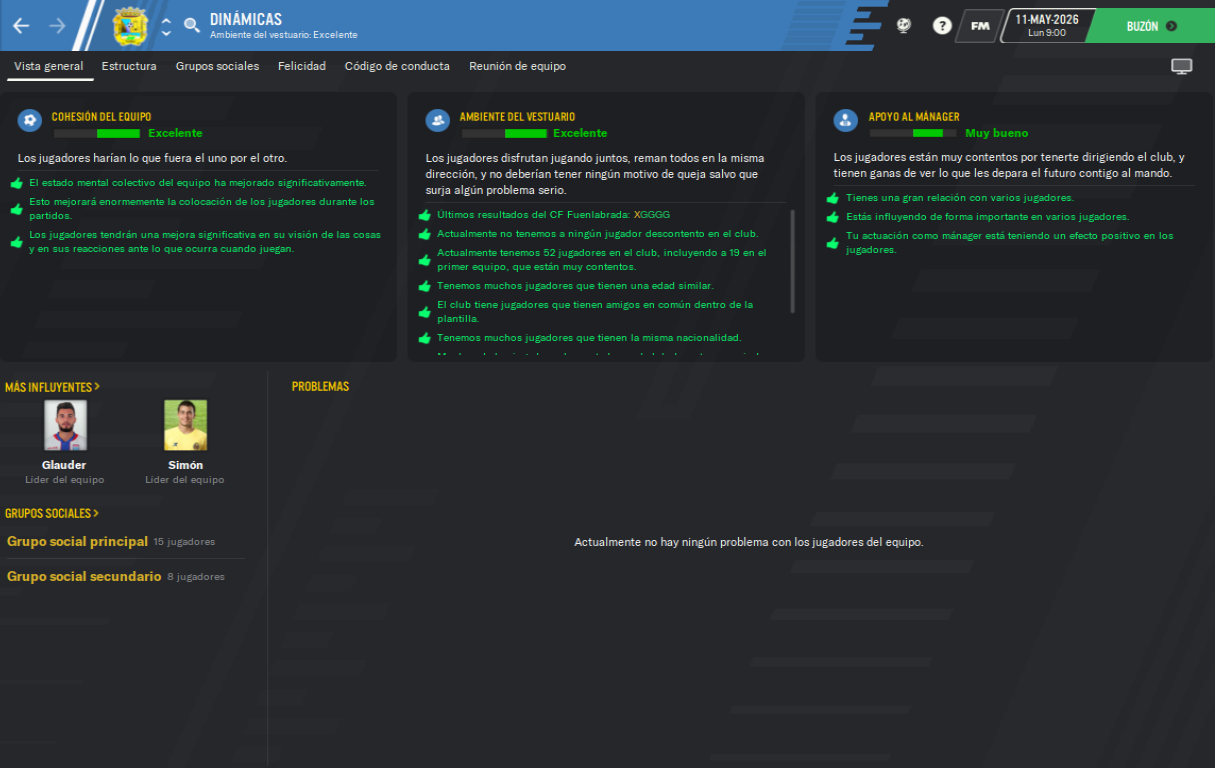 DINÁMICAS
Ambiente del vestuario: Excelente
?
FM
11-MAY-2026
Lun 9:00
BUZÓN
Vista general
Estructura
Grupos sociales
Felicidad
Código de conducta
Reunión de equipo
COHESIÓN DEL EQUIPO
Excelente
Los jugadores harían lo que fuera el uno por el otro.
El estado mental colectivo del equipo ha mejorado significativamente.
Esto mejorará enormemente la colocación de los jugadores durante los
partidos.
Los jugadores tendrán una mejora significativa en su visión de las cosas
y en sus reacciones ante lo que ocurra cuando juegan.
AMBIENTE DEL VESTUARIO
Excelente
Los jugadores disfrutan jugando juntos, reman todos en la misma
dirección, y no deberían tener ningún motivo de queja salvo que
surja algún problema serio.
Últimos resultados del CF Fuenlabrada: XGGGG
Actualmente no tenemos a ningún jugador descontento en el club.
Actualmente tenemos 52 jugadores en el club, incluyendo a 19 en el
primer equipo, que están muy contentos.
Tenemos muchos jugadores que tienen una edad similar.
El club tiene jugadores que tienen amigos en común dentro de la
plantilla.
Tenemos muchos jugadores que tienen la misma nacionalidad.
APOYO AL MÁNAGER
Muy bueno
Los jugadores están muy contentos por tenerte dirigiendo el club, y
tienen ganas de ver lo que les depara el futuro contigo al mando.
Tienes una gran relación con varios jugadores.
Estás influyendo de forma importante en varios jugadores.
Tu actuación como mánager está teniendo un efecto positivo en los
jugadores.
MÁS INFLUYENTES >
Glauder
Líder del equipo
Simón
Líder del equipo
GRUPOS SOCIALES >
Grupo social principal 15 jugadores
Grupo social secundario 8 jugadores
PROBLEMAS
Actualmente no hay ningún problema con los jugadores del equipo.